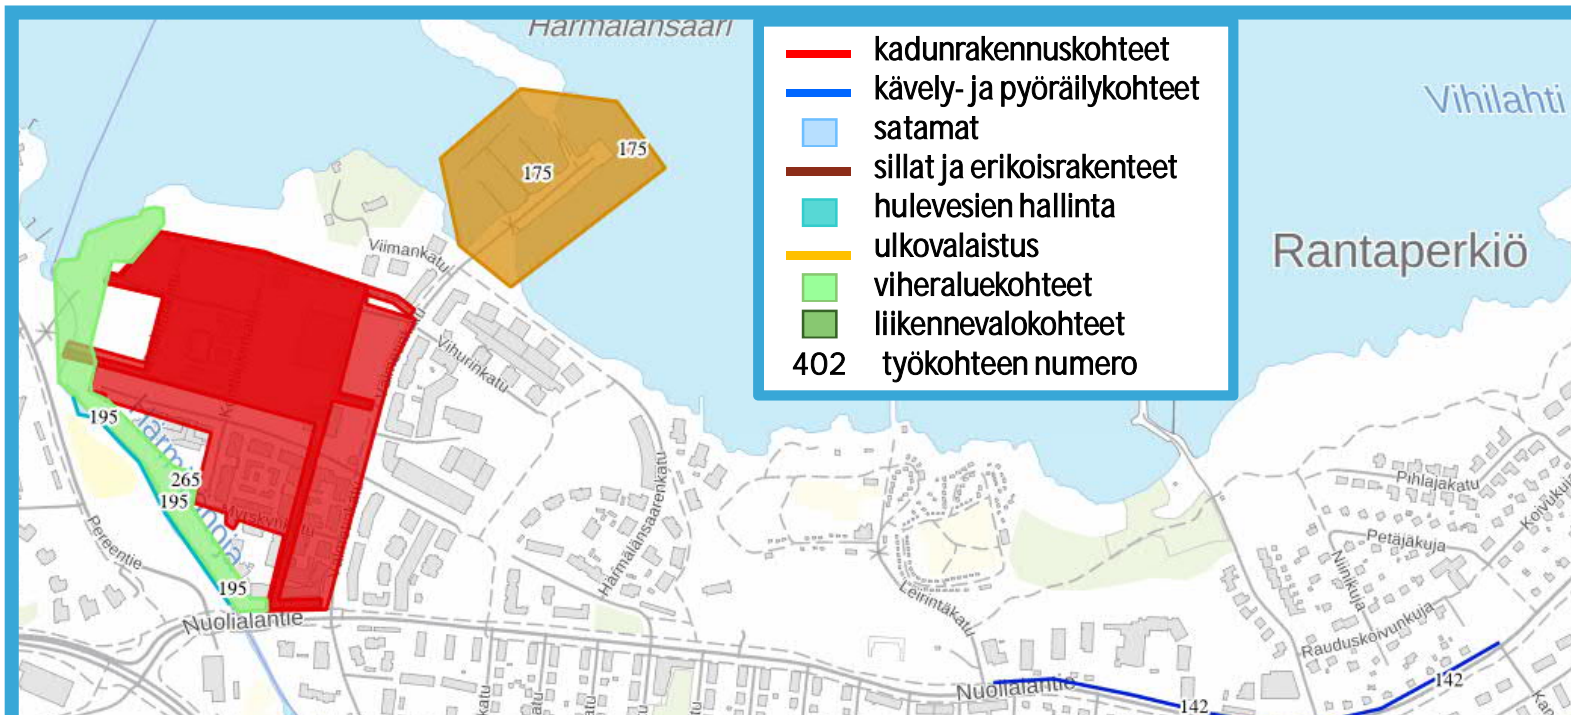 Härmälänsaari
kadunrakennuskohteet
kävely- ja pyöräilykohteet
satamat
sillat ja erikoisrakenteet
hulevesien hallinta
ulkovalaistus
viheraluekohteet
liikennevalokohteet
402 työkohteen numero
Vihilahti
Rantaperkiö
175
175
Viimankatu
Vihurinkatu
195
265
195
195
Pereentie
Nuolialantie
Härmälänsaarenkatu
Leirintäkatu
Nuolialantie
142
142
Pihlajakatu
Petäjäkuja
Niinikuja
Rauduskoivunkuja
Koivukuja